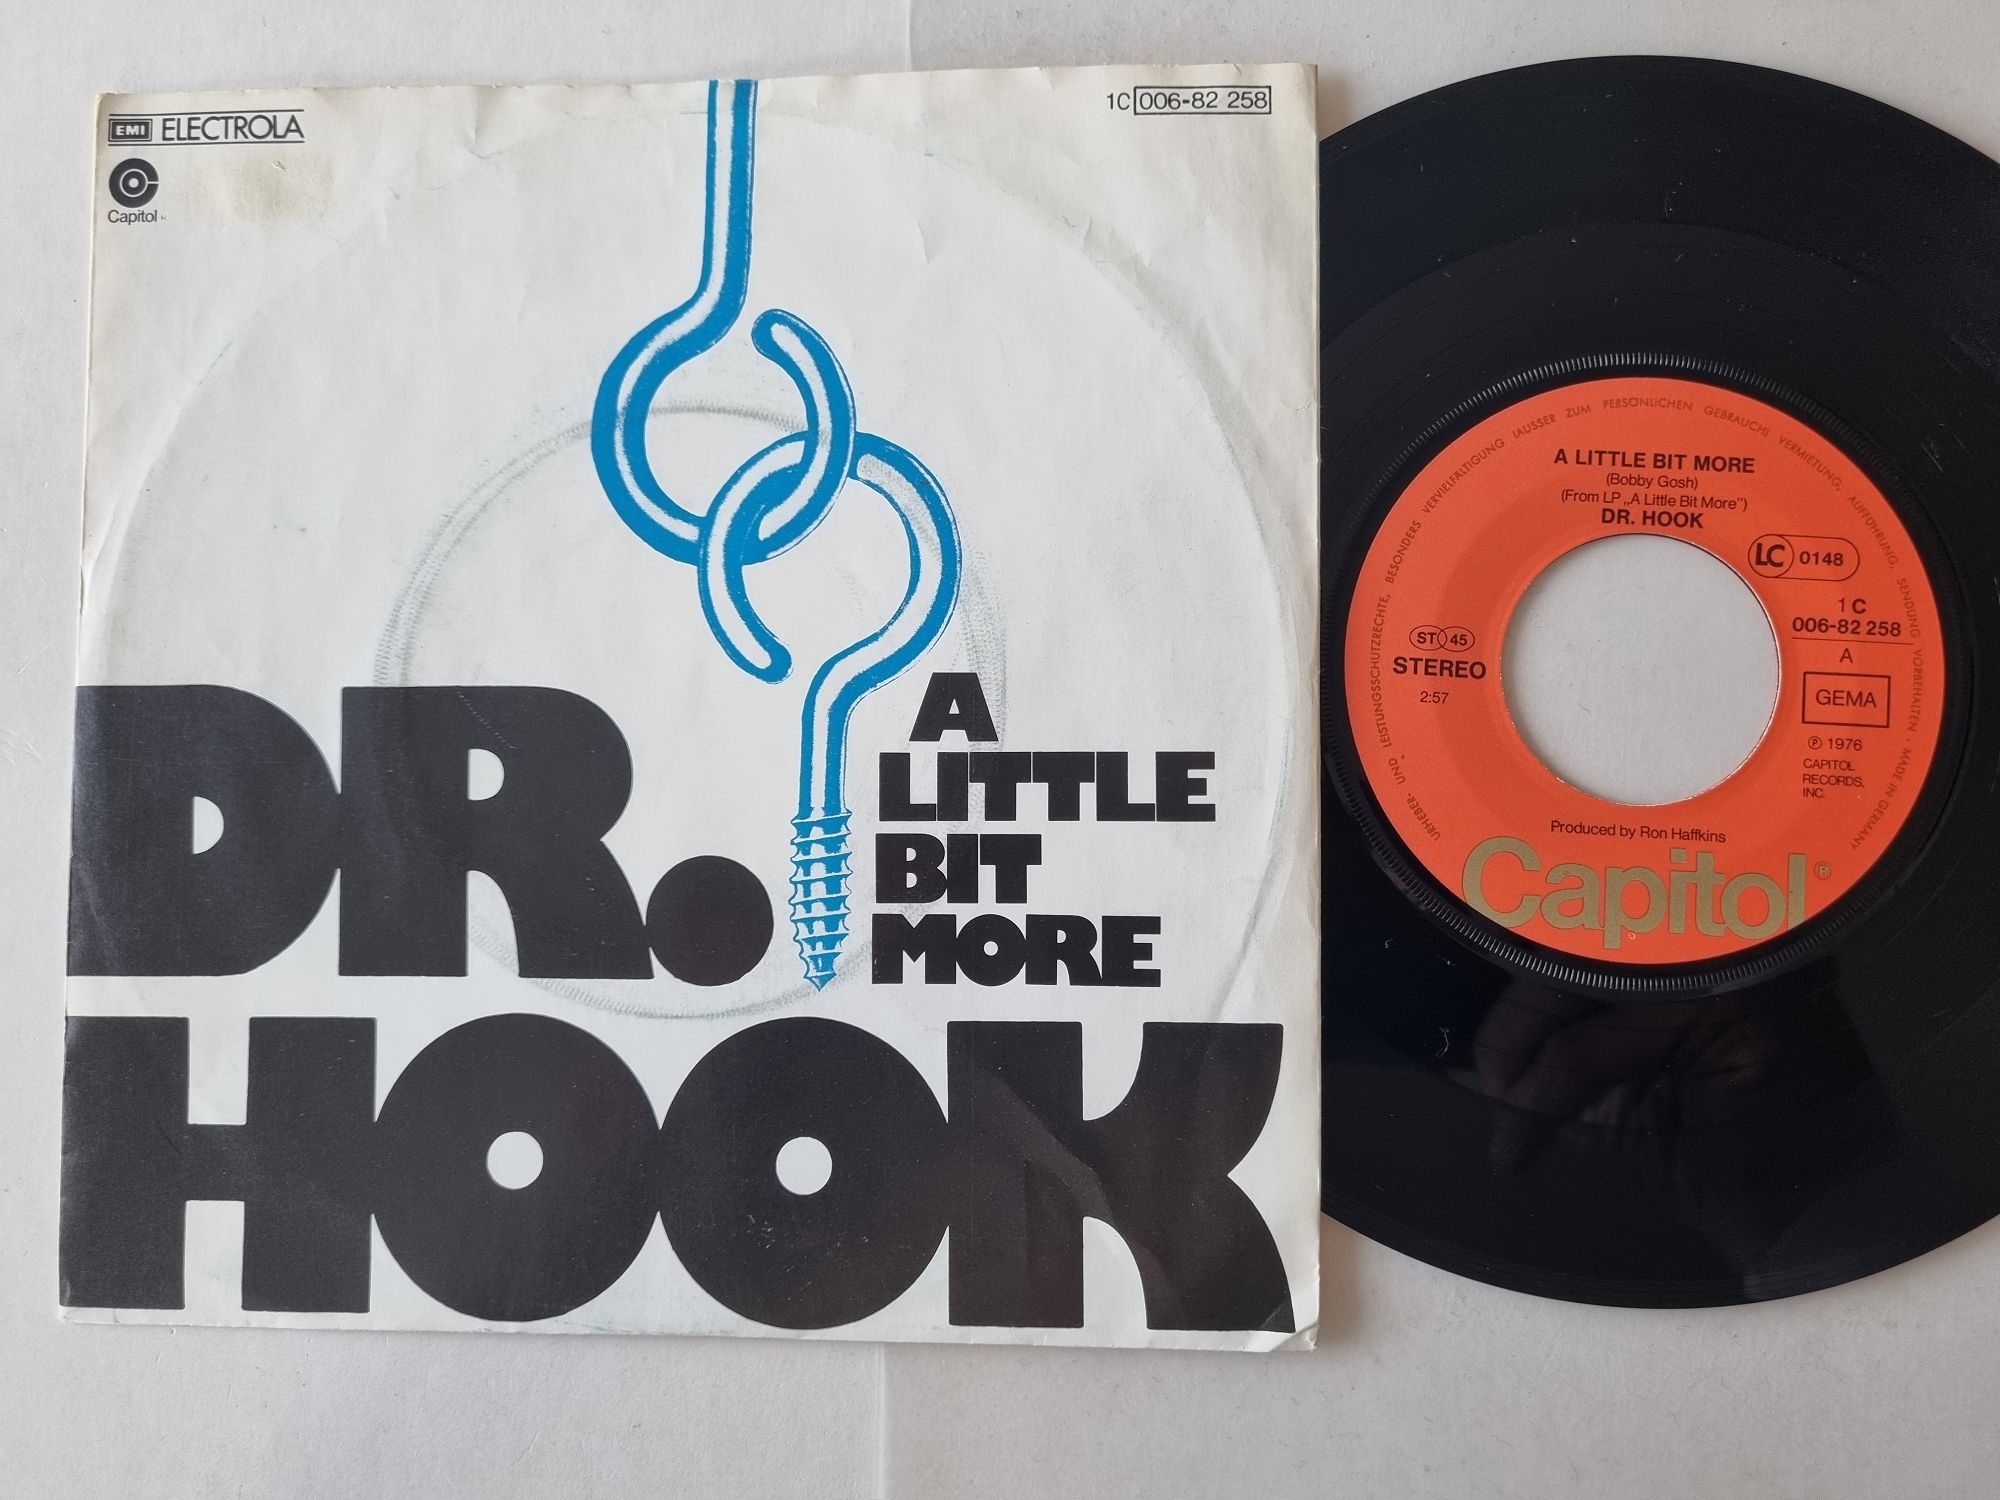 EMI ELECTROLA
Capitol
1C 006-82 258
DR.
A
LITTLE
BIT
MORE
HOOK
URHEBER- UND LEISTUNGSSCHUTZRECHTE, BESONDERS VERVIELFÄLTIGUNG (AUSSER ZUM PERSÖNLICHEN GEBRAUCH) VERMIETUNG, AUFFÜHRUNG, SENDUNG VORBEHALTEN · MADE IN GERMANY
A LITTLE BIT MORE
(Bobby Gosh)
(From LP „A Little Bit More")
DR. HOOK
LC 0148
1 C
006-82 258
A
GEMA
ST 45
STEREO
2:57
℗ 1976
CAPITOL
RECORDS,
INC.
Produced by Ron Haffkins
Capitol®